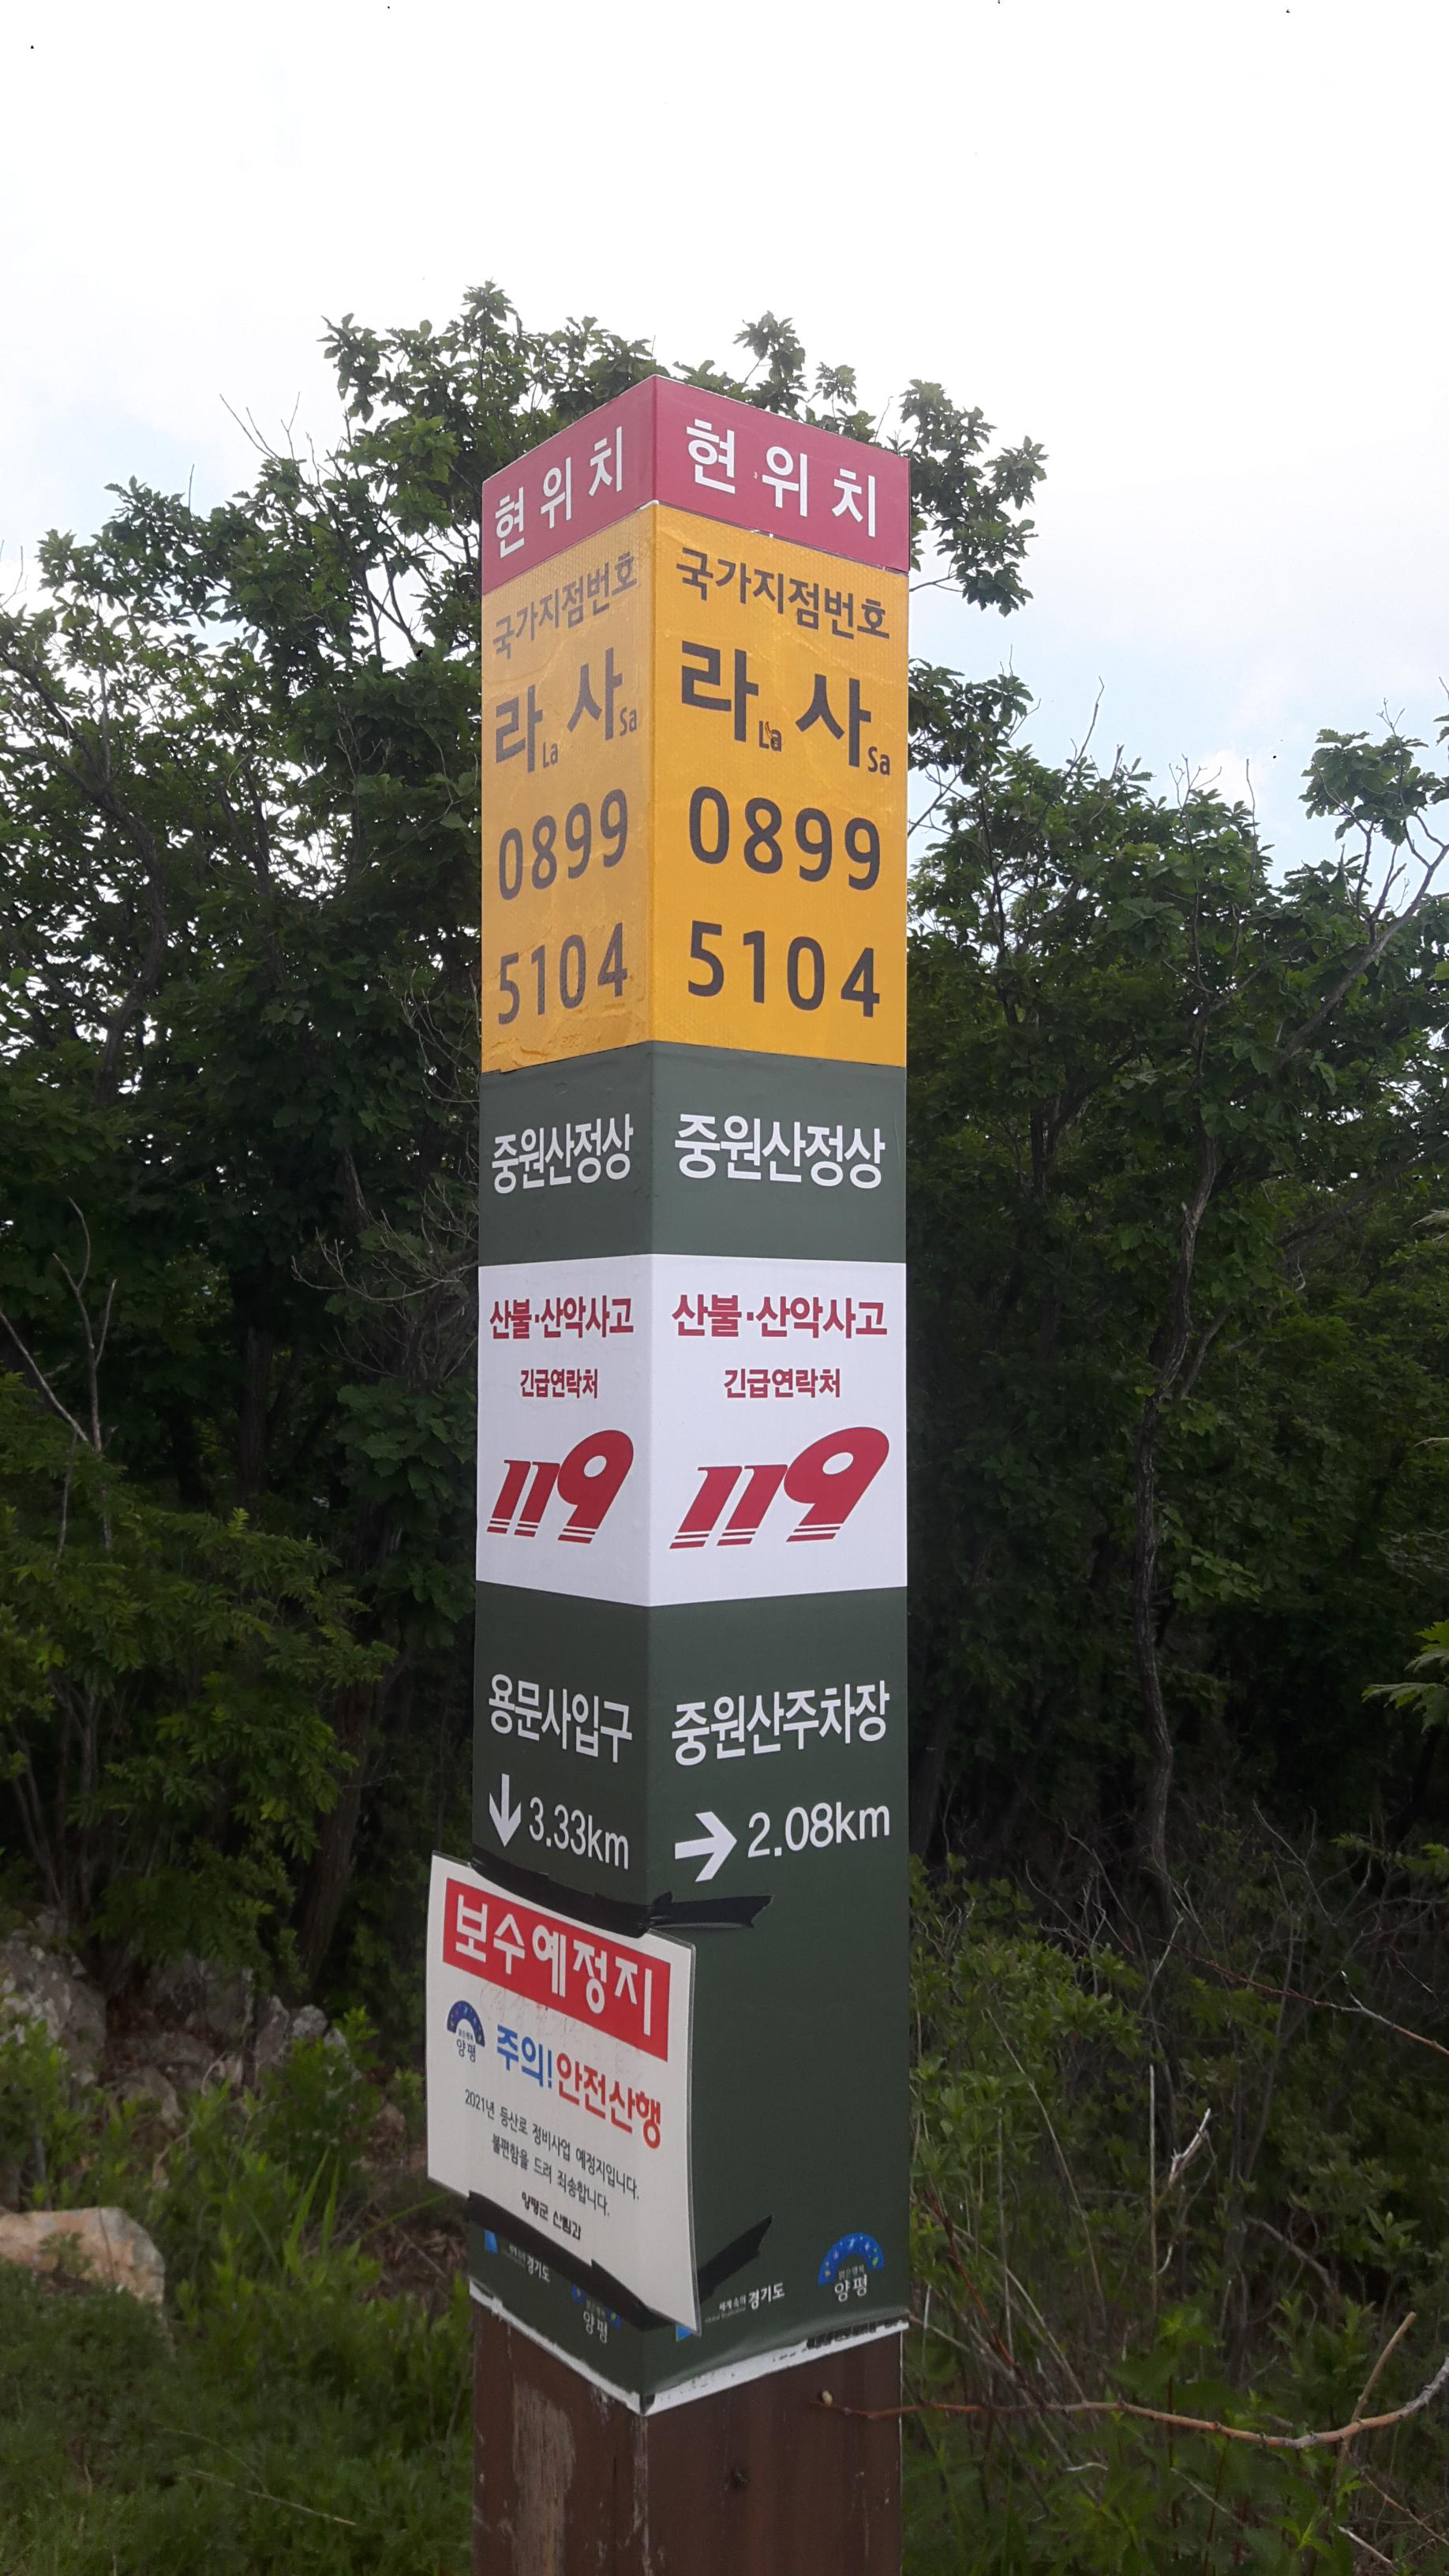 현위치
국가지점번호
라La 사Sa
0899
5104
중원산정상
산불·산악사고
긴급연락처
119
용문사입구
↓3.33km
보수예정지
양평
주의!안전산행
2021년 등산로 정비사업 예정지입니다.
불편함을 드려 죄송합니다.
양평군 산림과
경기도
양평
현위치
국가지점번호
라La 사Sa
0899
5104
중원산정상
산불·산악사고
긴급연락처
119
중원산주차장
→2.08km
세계속의 경기도
양평